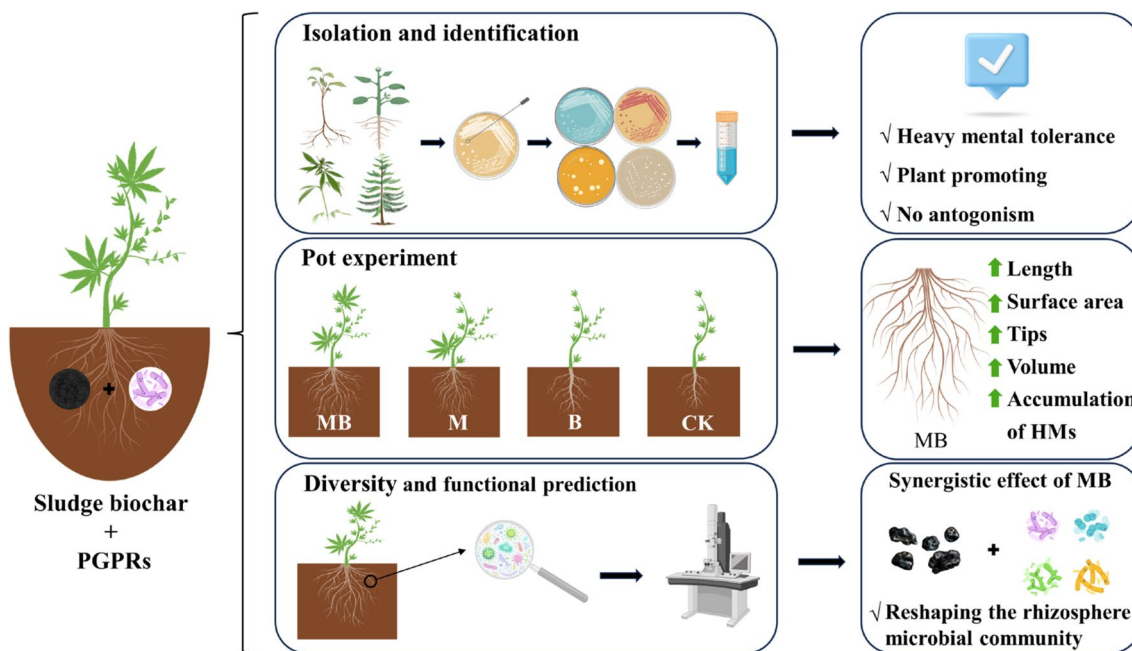 Sludge biochar
+
PGPRs
Isolation and identification
√ Heavy mental tolerance
√ Plant promoting
√ No antogonism
Pot experiment
MB
M
B
CK
Length
Surface area
Tips
Volume
Accumulation
of HMs
MB
Diversity and functional prediction
Synergistic effect of MB
+
√ Reshaping the rhizosphere
microbial community